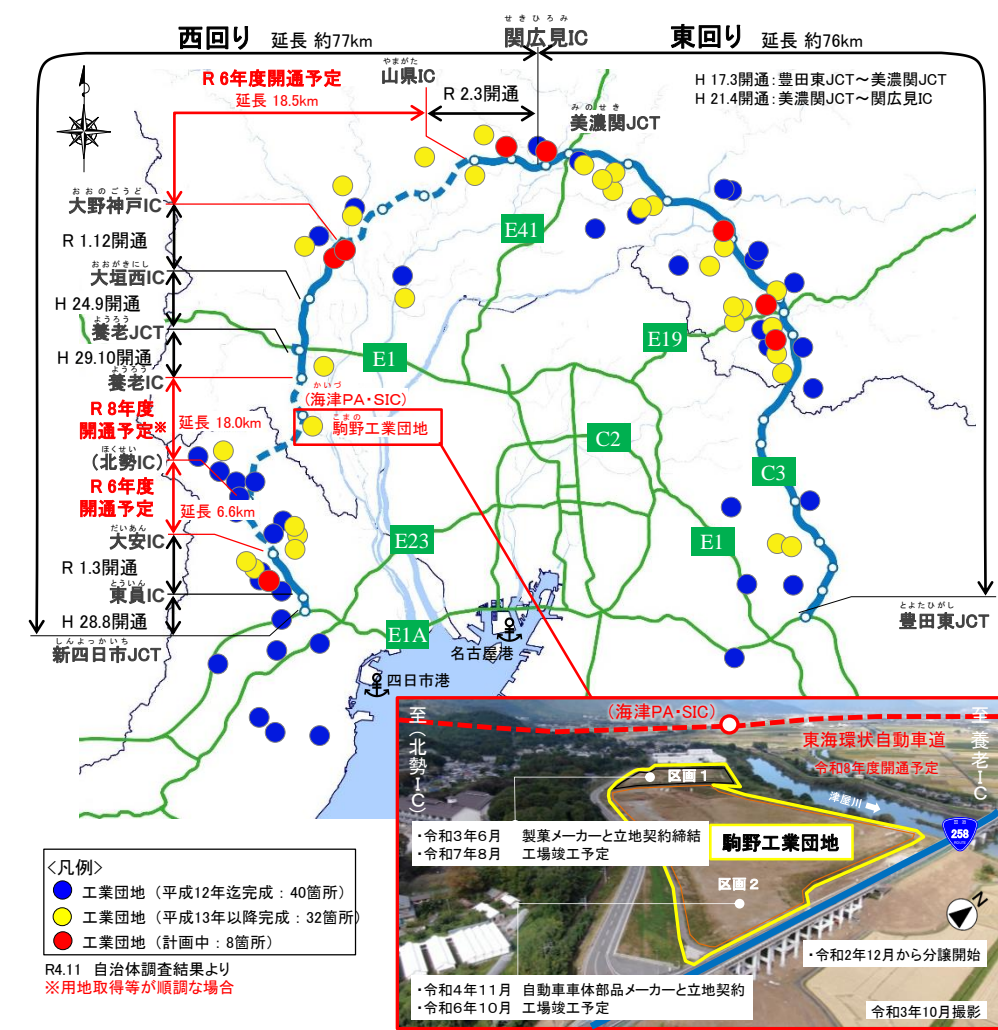 西回り 延長 約77km
せきひろみ
関広見IC
東回り 延長 約76km
R 6年度開通予定
延長 18.5km
やまがた
山県IC
R 2.3開通
H 17.3開通：豊田東JCT～美濃関JCT
H 21.4開通：美濃関JCT～関広見IC
みのせき
美濃関JCT
おおのごうど
大野神戸IC
R 1.12開通
おおがきにし
大垣西IC
H 24.9開通
ようろう
養老JCT
H 29.10開通
ようろう
養老IC
R 8年度
開通予定※
延長 18.0km
ほくせい
(北勢IC)
R 6年度
開通予定
延長 6.6km
だいあん
大安IC
R 1.3開通
とういん
東員IC
H 28.8開通
しんよっかいち
新四日市JCT
E41
E19
E1
C2
C3
E1
E23
E1A
かいづ
(海津PA・SIC)
こまの
駒野工業団地
とよたひがし
豊田東JCT
名古屋港
四日市港
<凡例>
工業団地（平成12年迄完成：40箇所）
工業団地（平成13年以降完成：32箇所）
工業団地（計画中：8箇所）
R4.11 自治体調査結果より
※用地取得等が順調な場合
至(北勢IC)
(海津PA・SIC)
至 養老IC
東海環状自動車道
令和8年度開通予定
区画1
津屋川
258
ROUTE
・令和3年6月 製菓メーカーと立地契約締結
・令和7年8月 工場竣工予定
駒野工業団地
区画2
N
・令和2年12月から分譲開始
・令和4年11月 自動車車体部品メーカーと立地契約
・令和6年10月 工場竣工予定
令和3年10月撮影